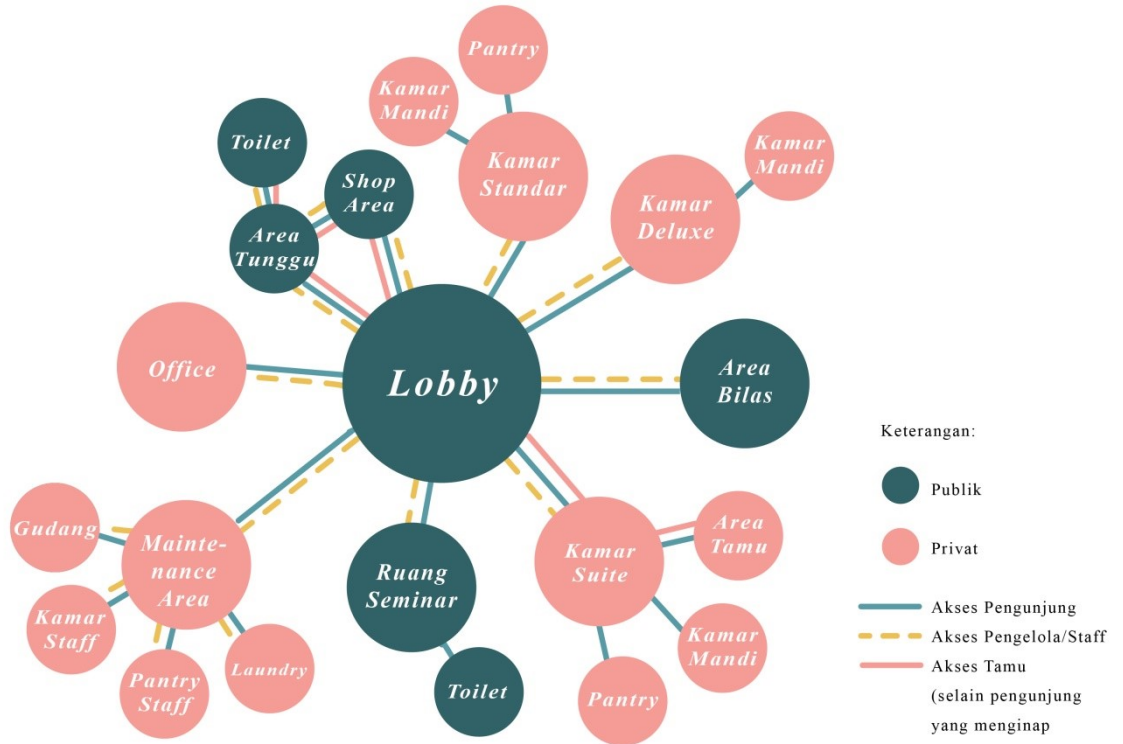 Pantry
Kamar
Mandi
Toilet
Shop
Area
Kamar
Standar
Kamar
Mandi
Kamar
Deluxe
Area
Tunggu
Office
Lobby
Area
Bilas
Keterangan:
Publik
Privat
Gudang
Mainte-
nance
Area
Ruang
Seminar
Kamar
Suite
Area
Tamu
Kamar
Staff
Pantry
Staff
Laundry
Toilet
Pantry
Kamar
Mandi
Akses Pengunjung
Akses Pengelola/Staff
Akses Tamu
(selain pengunjung
yang menginap